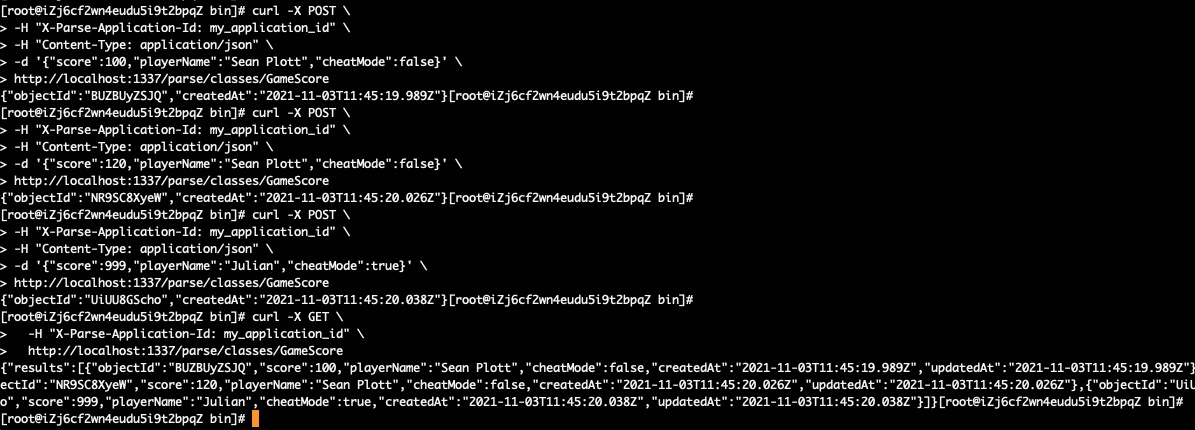 [root@iZj6cf2wn4eudu5i9t2bpqZ bin]# curl -X POST \
> -H "X-Parse-Application-Id: my_application_id" \
> -H "Content-Type: application/json" \
> -d '{"score":100,"playerName":"Sean Plott","cheatMode":false}' \
> http://localhost:1337/parse/classes/GameScore
{"objectId":"BUZBUyZSJQ","createdAt":"2021-11-03T11:45:19.989Z"}[root@iZj6cf2wn4eudu5i9t2bpqZ bin]#
[root@iZj6cf2wn4eudu5i9t2bpqZ bin]# curl -X POST \
> -H "X-Parse-Application-Id: my_application_id" \
> -H "Content-Type: application/json" \
> -d '{"score":120,"playerName":"Sean Plott","cheatMode":false}' \
> http://localhost:1337/parse/classes/GameScore
{"objectId":"NR9SC8XyeW","createdAt":"2021-11-03T11:45:20.026Z"}[root@iZj6cf2wn4eudu5i9t2bpqZ bin]#
[root@iZj6cf2wn4eudu5i9t2bpqZ bin]# curl -X POST \
> -H "X-Parse-Application-Id: my_application_id" \
> -H "Content-Type: application/json" \
> -d '{"score":999,"playerName":"Julian","cheatMode":true}' \
> http://localhost:1337/parse/classes/GameScore
{"objectId":"UiUU8GScho","createdAt":"2021-11-03T11:45:20.038Z"}[root@iZj6cf2wn4eudu5i9t2bpqZ bin]#
[root@iZj6cf2wn4eudu5i9t2bpqZ bin]# curl -X GET \
>   -H "X-Parse-Application-Id: my_application_id" \
>   http://localhost:1337/parse/classes/GameScore
{"results":[{"objectId":"BUZBUyZSJQ","score":100,"playerName":"Sean Plott","cheatMode":false,"createdAt":"2021-11-03T11:45:19.989Z","updatedAt":"2021-11-03T11:45:19.989Z"}
ectId":"NR9SC8XyeW","score":120,"playerName":"Sean Plott","cheatMode":false,"createdAt":"2021-11-03T11:45:20.026Z","updatedAt":"2021-11-03T11:45:20.026Z"},{"objectId":"UiU
o","score":999,"playerName":"Julian","cheatMode":true,"createdAt":"2021-11-03T11:45:20.038Z","updatedAt":"2021-11-03T11:45:20.038Z"}]}[root@iZj6cf2wn4eudu5i9t2bpqZ bin]#
[root@iZj6cf2wn4eudu5i9t2bpqZ bin]#